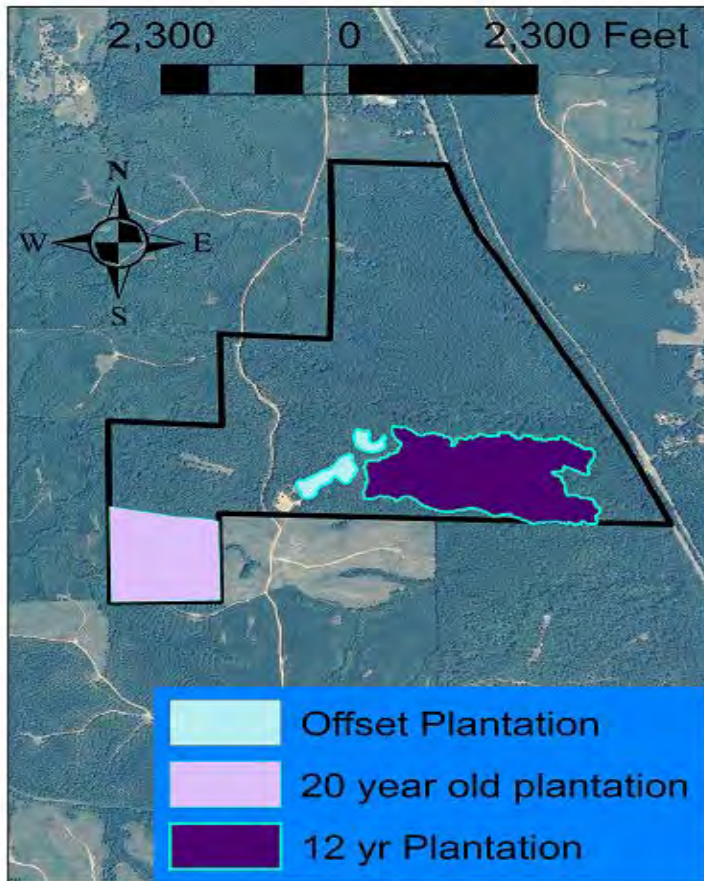 2,300 0 2,300 Feet
N
W E
S
Offset Plantation
20 year old plantation
12 yr Plantation